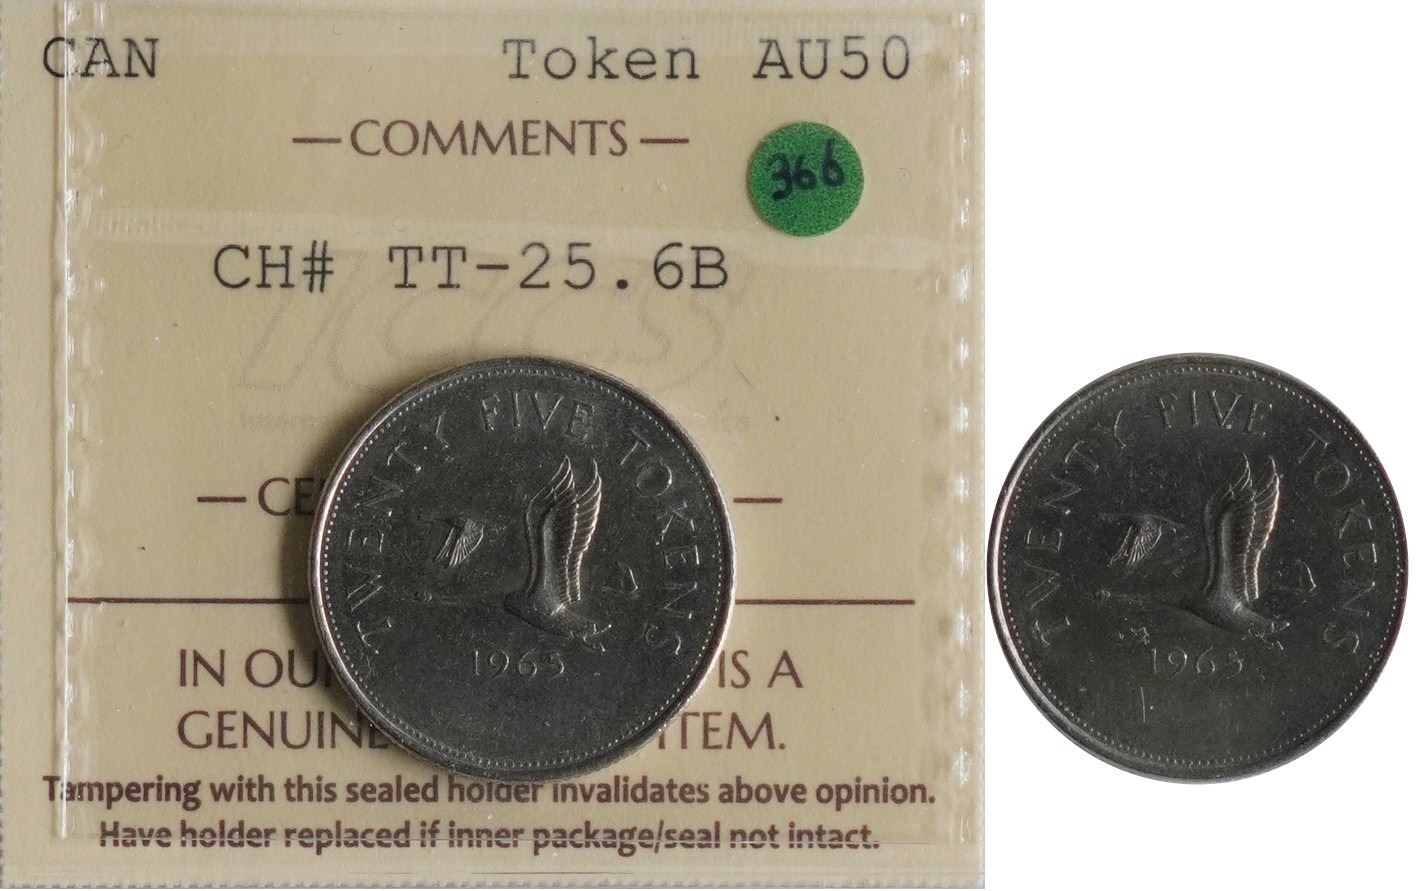 CAN Token AU50
— COMMENTS —
366
CH# TT-25.6B
ICCS
— CE
TWENTY FIVE TOKENS
1965
IN OU IS A
GENUINE ITEM.
Tampering with this sealed holder invalidates above opinion.
Have holder replaced if inner package/seal not intact.
TWENTY FIVE TOKENS
1965